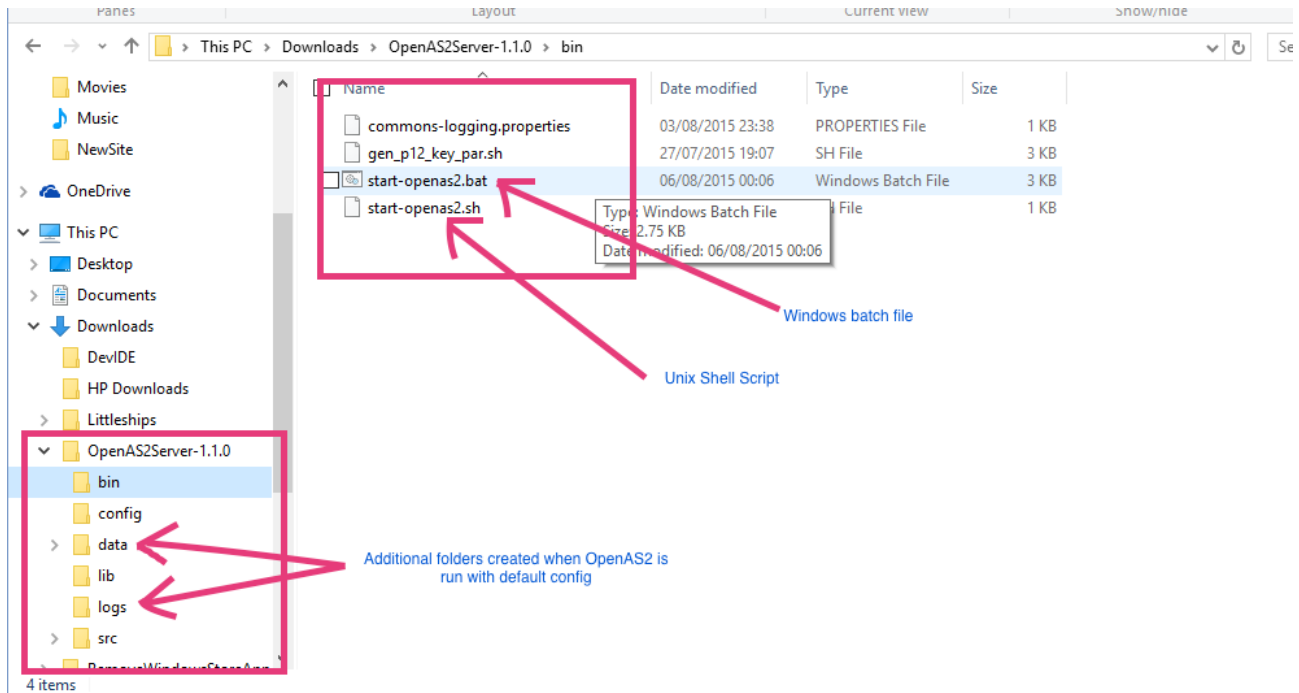 Panes Layout Current view Show/hide
This PC > Downloads > OpenAS2Server-1.1.0 > bin
Name Date modified Type Size
commons-logging.properties 03/08/2015 23:38 PROPERTIES File 1 KB
gen_p12_key_par.sh 27/07/2015 19:07 SH File 3 KB
start-openas2.bat 06/08/2015 00:06 Windows Batch File 3 KB
start-openas2.sh File 1 KB
Type: Windows Batch File
Size: 2.75 KB
Date modified: 06/08/2015 00:06
Windows batch file
Unix Shell Script
Additional folders created when OpenAS2 is
run with default config
Movies
Music
NewSite
OneDrive
This PC
Desktop
Documents
Downloads
DevIDE
HP Downloads
Littleships
OpenAS2Server-1.1.0
bin
config
data
lib
logs
src
RemoveWindowsStoreApp
4 items